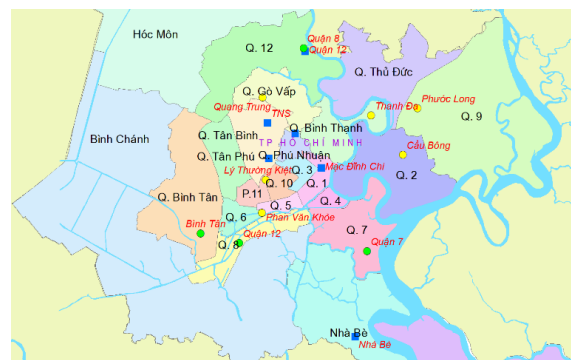 Hóc Môn
Quận 8
Q. 12
Quận 12
Q. Thủ Đức
Q. Gò Vấp
Quang Trung
TNS
Thanh Đa
Phước Long
Q. 9
Bình Chánh
Q. Tân Bình
Q. Bình Thạnh
TP HỒ CHÍ MINH
Cầu Bông
Q. Tân Phú
Q. Phú Nhuận
Lý Thường Kiệt
Q. 3
Mạc Đĩnh Chi
Q. 2
Q. Bình Tân
P.11
Q. 10
Q. 1
Q. 5
Q. 4
Q. 6
Phan Văn Khỏe
Bình Tân
Q. 8
Quận 12
Q. 7
Quận 7
Nhà Bè
Nhà Bè